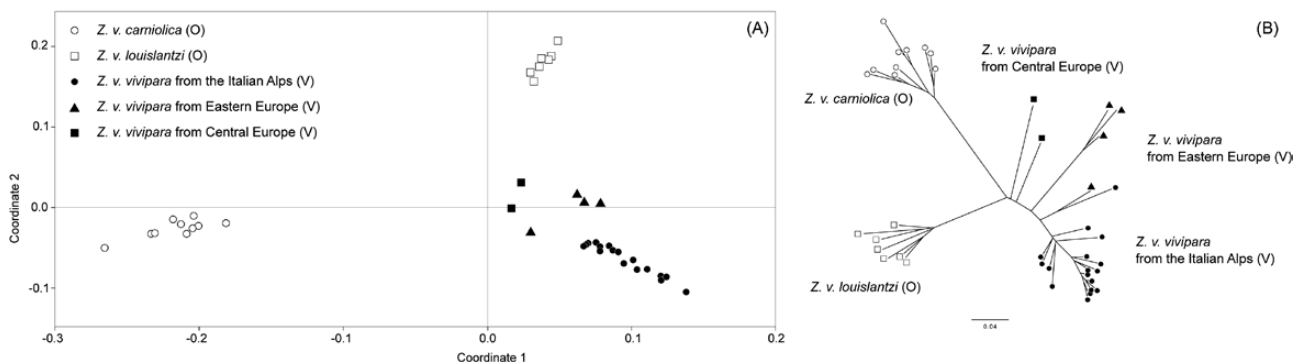 (A)
Z. v. carniolica (O)
Z. v. louislantzi (O)
Z. v. vivipara from the Italian Alps (V)
Z. v. vivipara from Eastern Europe (V)
Z. v. vivipara from Central Europe (V)
Coordinate 2
0.2
0.1
0.0
-0.1
-0.3
-0.2
-0.1
0.0
0.1
0.2
Coordinate 1
(B)
Z. v. vivipara
from Central Europe (V)
Z. v. carniolica (O)
Z. v. vivipara
from Eastern Europe (V)
Z. v. vivipara
from the Italian Alps (V)
Z. v. louislantzi (O)
0.04